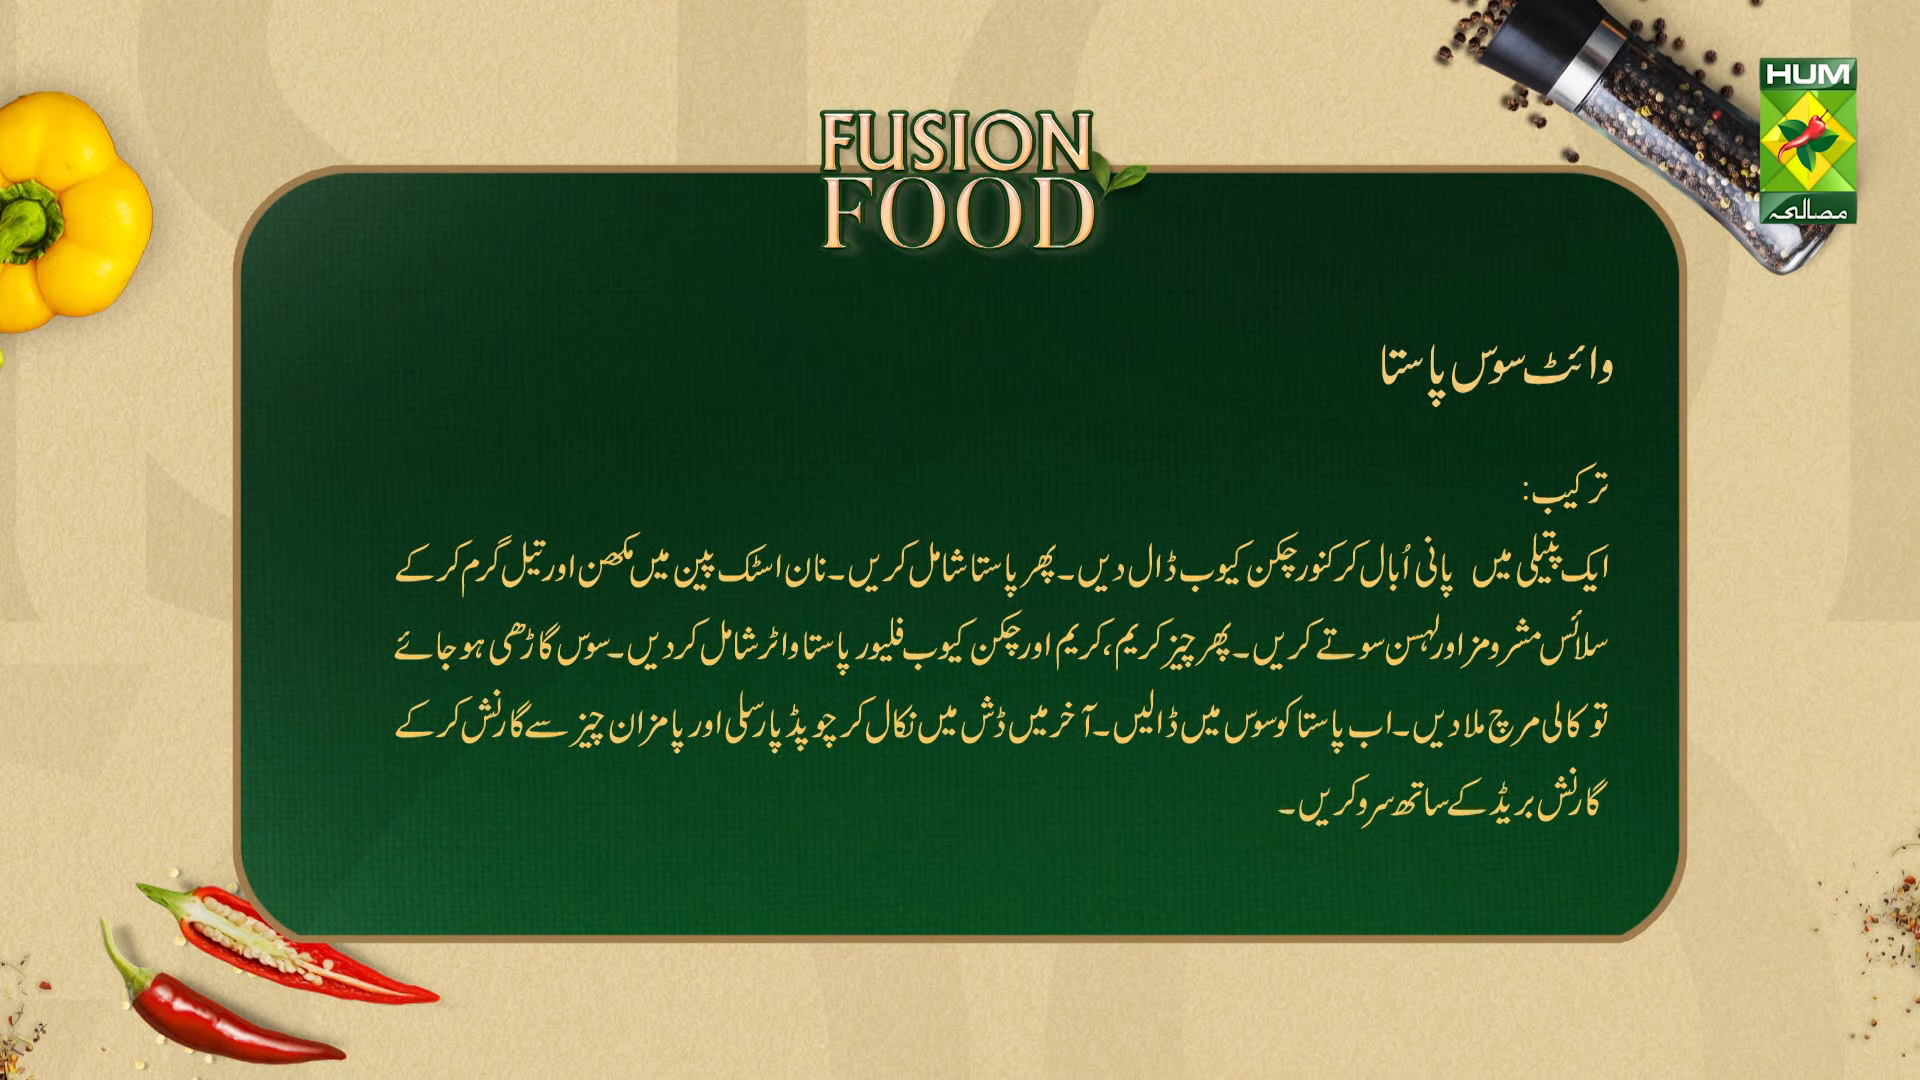 FUSION
FOOD
HUM
مصالحہ
وائٹ سوس پاستا
ترکیب:
ایک پتیلی میں پانی اُبال کر کنور چکن کیوب ڈال دیں۔ پھر پاستا شامل کریں۔ نان اسٹک پین میں مکھن اور تیل گرم کر کے
سلائس مشرومز اور لہسن سوتے کریں۔ پھر چیز کریم، کریم اور چکن کیوب فلیور پاستا واٹر شامل کر دیں۔ سوس گاڑھی ہو جائے
تو کالی مرچ ملا دیں۔ اب پاستا کو سوس میں ڈالیں۔ آخر میں ڈش میں نکال کر چوپڈ پارسلی اور پامزان چیز سے گارنش کر کے
گارنش بریڈ کے ساتھ سرو کریں۔